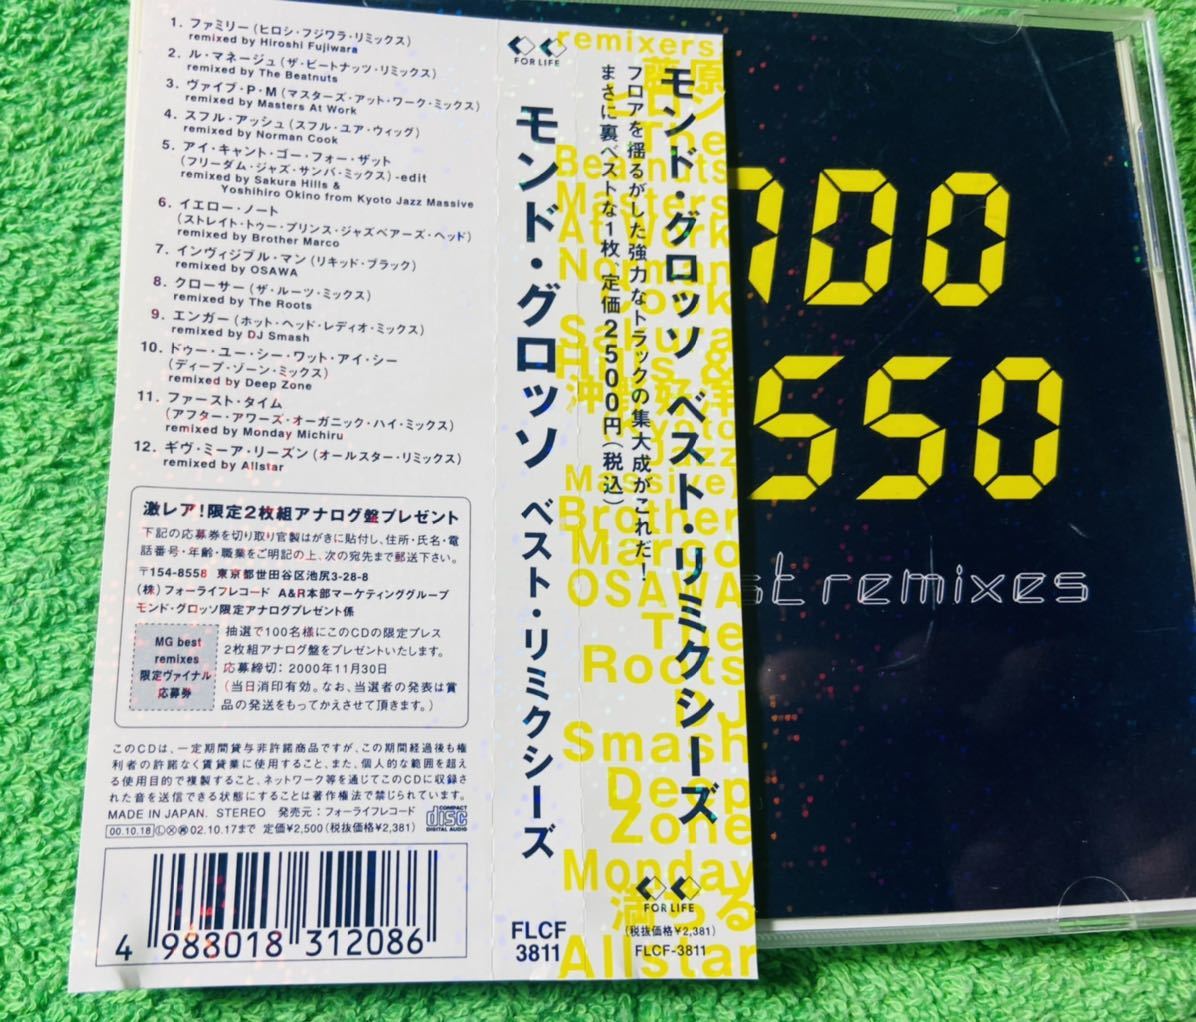 1. ファミリー（ヒロシ・フジワラ・リミックス）
remixed by Hiroshi Fujiwara
2. ル・マネージュ（ザ・ビートナッツ・リミックス）
remixed by The Beatnuts
3. ヴァイブ・P・M（マスターズ・アット・ワーク・ミックス）
remixed by Masters At Work
4. スフル・アッシュ（スフル・ユア・ウィッグ）
remixed by Norman Cook
5. アイ・キャント・ゴー・フォー・ザット
（フリーダム・ジャズ・サンバ・ミックス）-edit
remixed by Sakura Hills &
Yoshihiro Okino from Kyoto Jazz Massive
6. イエロー・ノート
（ストレイト・トゥー・プリンス・ジャズベアーズ・ヘッド）
remixed by Brother Marco
7. インヴィジブル・マン（リキッド・ブラック）
remixed by OSAWA
8. クローサー（ザ・ルーツ・ミックス）
remixed by The Roots
9. エンガー（ホット・ヘッド・レディオ・ミックス）
remixed by DJ Smash
10. ドゥー・ユー・シー・ワット・アイ・シー
（ディープ・ゾーン・ミックス）
remixed by Deep Zone
11. ファースト・タイム
（アフター・アワーズ・オーガニック・ハイ・ミックス）
remixed by Monday Michiru
12. ギヴ・ミーア・リーズン（オールスター・リミックス）
remixed by Allstar
激レア！限定2枚組アナログ盤プレゼント
下記の応募券を切り取り官製はがきに貼付し、住所・氏名・電
話番号・年齢・職業をご明記の上、次の宛先まで郵送下さい。
〒154-8558 東京都世田谷区池尻3-28-8
（株）フォーライフレコード A&R本部マーケティンググループ
モンド・グロッソ限定アナログプレゼント係
MG best
remixes
限定ヴァイナル
応募券
抽選で100名様にこのCDの限定プレス
2枚組アナログ盤をプレゼントいたします。
応募締切：2000年11月30日
（当日消印有効。なお、当選者の発表は賞
品の発送をもってかえさせて頂きます。）
このCDは、一定期間貸与非許諾商品ですが、この期間経過後も権
利者の許諾なく賃貸業に使用すること、また、個人的な範囲を超え
る使用目的で複製すること、ネットワーク等を通じてこのCDに収録さ
れた音を送信できる状態にすることは著作権法で禁じられています。
MADE IN JAPAN. STEREO 発売元：フォーライフレコード
00.10.18 Ⓛ Ⓧ 再 02.10.17まで 定価¥2,500（税抜価格¥2,381）
COMPACT
disc
DIGITAL AUDIO
4 988018 312086
FOR LIFE
モンド・グロッソ ベスト・リミクシーズ
FLCF
3811
remixers:
藤原
ヒロシ
The
Beatnuts
Masters
At Work
Norman
Cook
Sakura
Hills &
沖野好洋
(Kyoto
Jazz
Massive)
Brother
Marco
OSAWA
The
Roots
DJ
Smash
Deep
Zone
Monday
満ちる
Allstar
モンド・グロッソ ベスト・リミクシーズ
フロアを揺るがした強力なトラックの集大成がこれだ！
まさに裏ベストな1枚、定価2500円（税込）
FOR LIFE
（税抜価格¥2,381）
FLCF-3811
00
550
st remixes